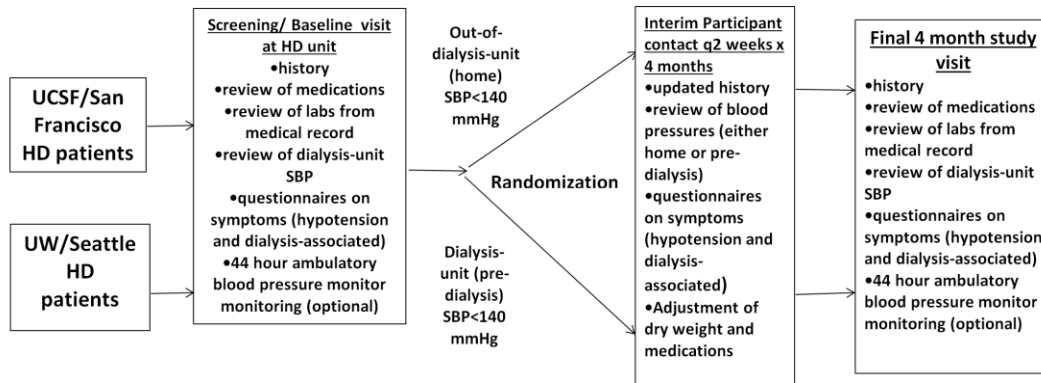 UCSF/San
Francisco
HD patients
UW/Seattle
HD
patients
Screening/ Baseline visit
at HD unit
•history
•review of medications
•review of labs from
medical record
•review of dialysis-unit
SBP
•questionnaires on
symptoms (hypotension
and dialysis-associated)
•44 hour ambulatory
blood pressure monitor
monitoring (optional)
Out-of-
dialysis-unit
(home)
SBP<140
mmHg
Randomization
Dialysis-
unit (pre-
dialysis)
SBP<140
mmHg
Interim Participant
contact q2 weeks x
4 months
•updated history
•review of blood
pressures (either
home or pre-
dialysis)
•questionnaires
on symptoms
(hypotension and
dialysis-
associated)
•Adjustment of
dry weight and
medications
Final 4 month study
visit
•history
•review of medications
•review of labs from
medical record
•review of dialysis-unit
SBP
•questionnaires on
symptoms (hypotension
and dialysis-associated)
•44 hour ambulatory
blood pressure monitor
monitoring (optional)